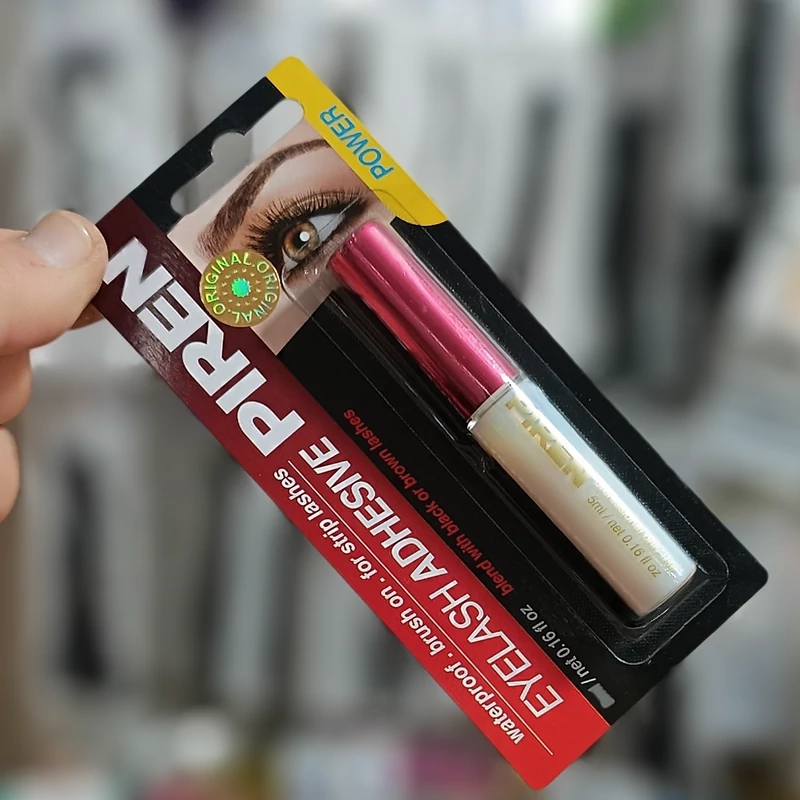 POWER
ORIGINAL.ORIGINAL.ORIGINAL
PIREN
EYELASH ADHESIVE
waterproof . brush on . for strip lashes
blend with black or brown lashes
/ net 0.16 fl oz
PIREN
5ml / net 0.16 fl oz